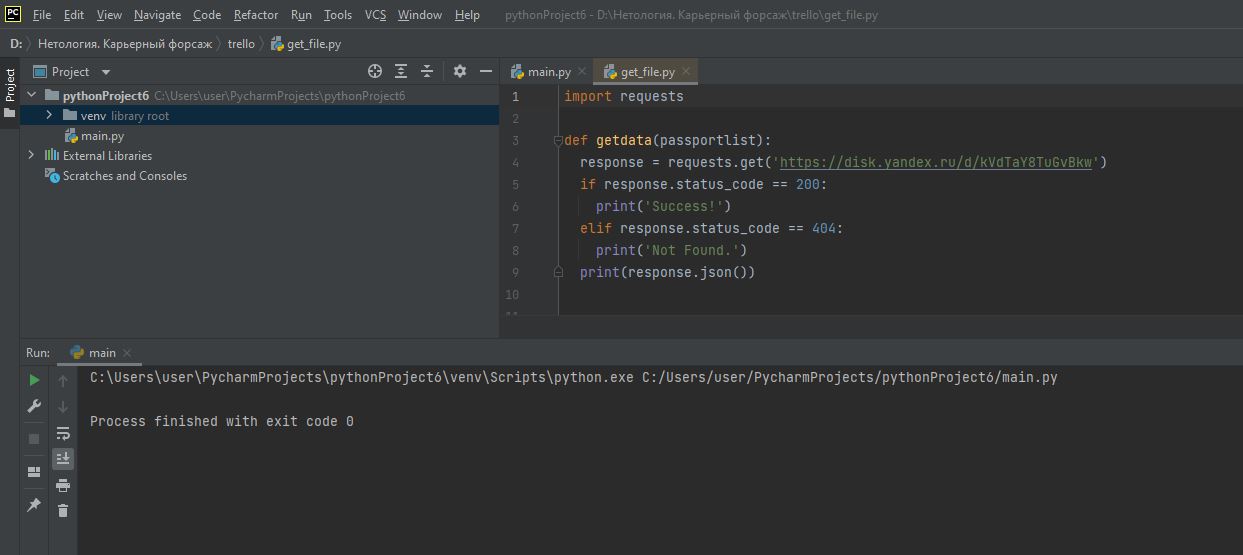 PC File Edit View Navigate Code Refactor Run Tools VCS Window Help pythonProject6 - D:\Нетология. Карьерный форсаж\trello\get_file.py
D: Нетология. Карьерный форсаж trello get_file.py
Project
Project
main.py get_file.py
pythonProject6 C:\Users\user\PycharmProjects\pythonProject6
venv library root
main.py
External Libraries
Scratches and Consoles
1 import requests
2
3 def getdata(passportlist):
4 response = requests.get('https://disk.yandex.ru/d/kVdTaY8TuGvBkw')
5 if response.status_code == 200:
6 print('Success!')
7 elif response.status_code == 404:
8 print('Not Found.')
9 print(response.json())
10
Run: main
C:\Users\user\PycharmProjects\pythonProject6\venv\Scripts\python.exe C:/Users/user/PycharmProjects/pythonProject6/main.py
Process finished with exit code 0